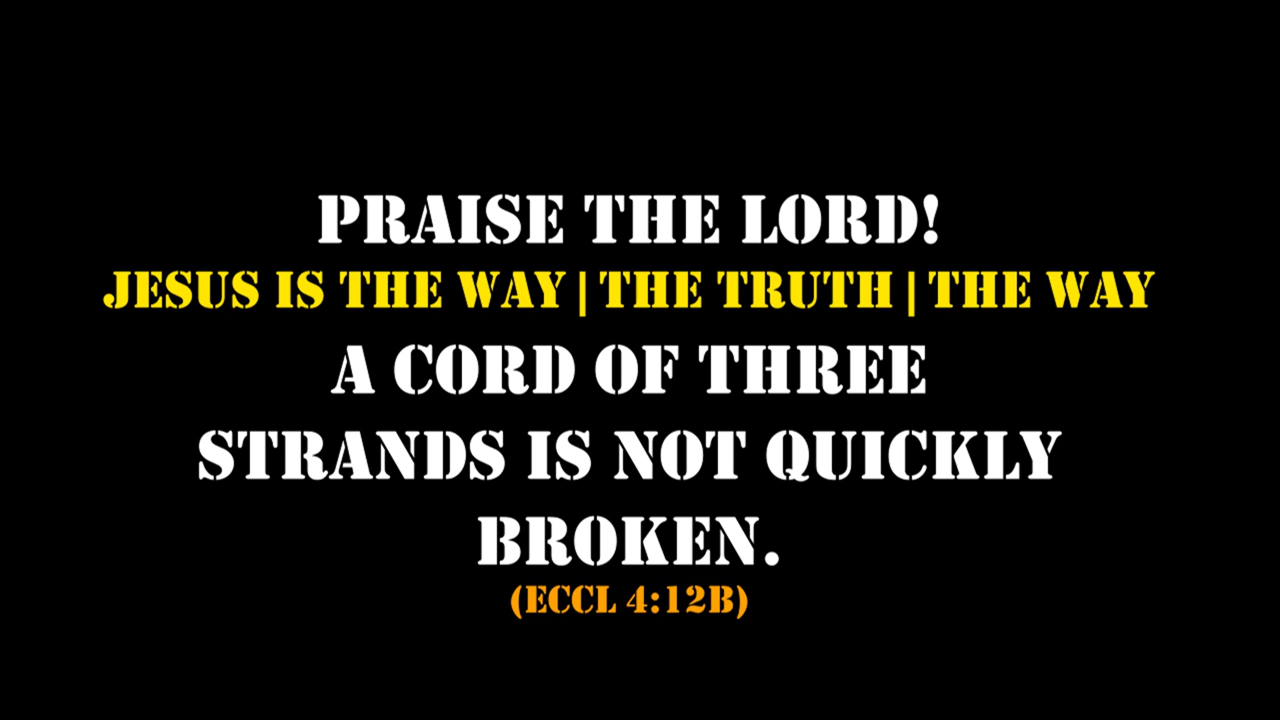 PRAISE THE LORD!
JESUS IS THE WAY | THE TRUTH | THE WAY
A CORD OF THREE
STRANDS IS NOT QUICKLY
BROKEN.
(ECCL 4:12B)